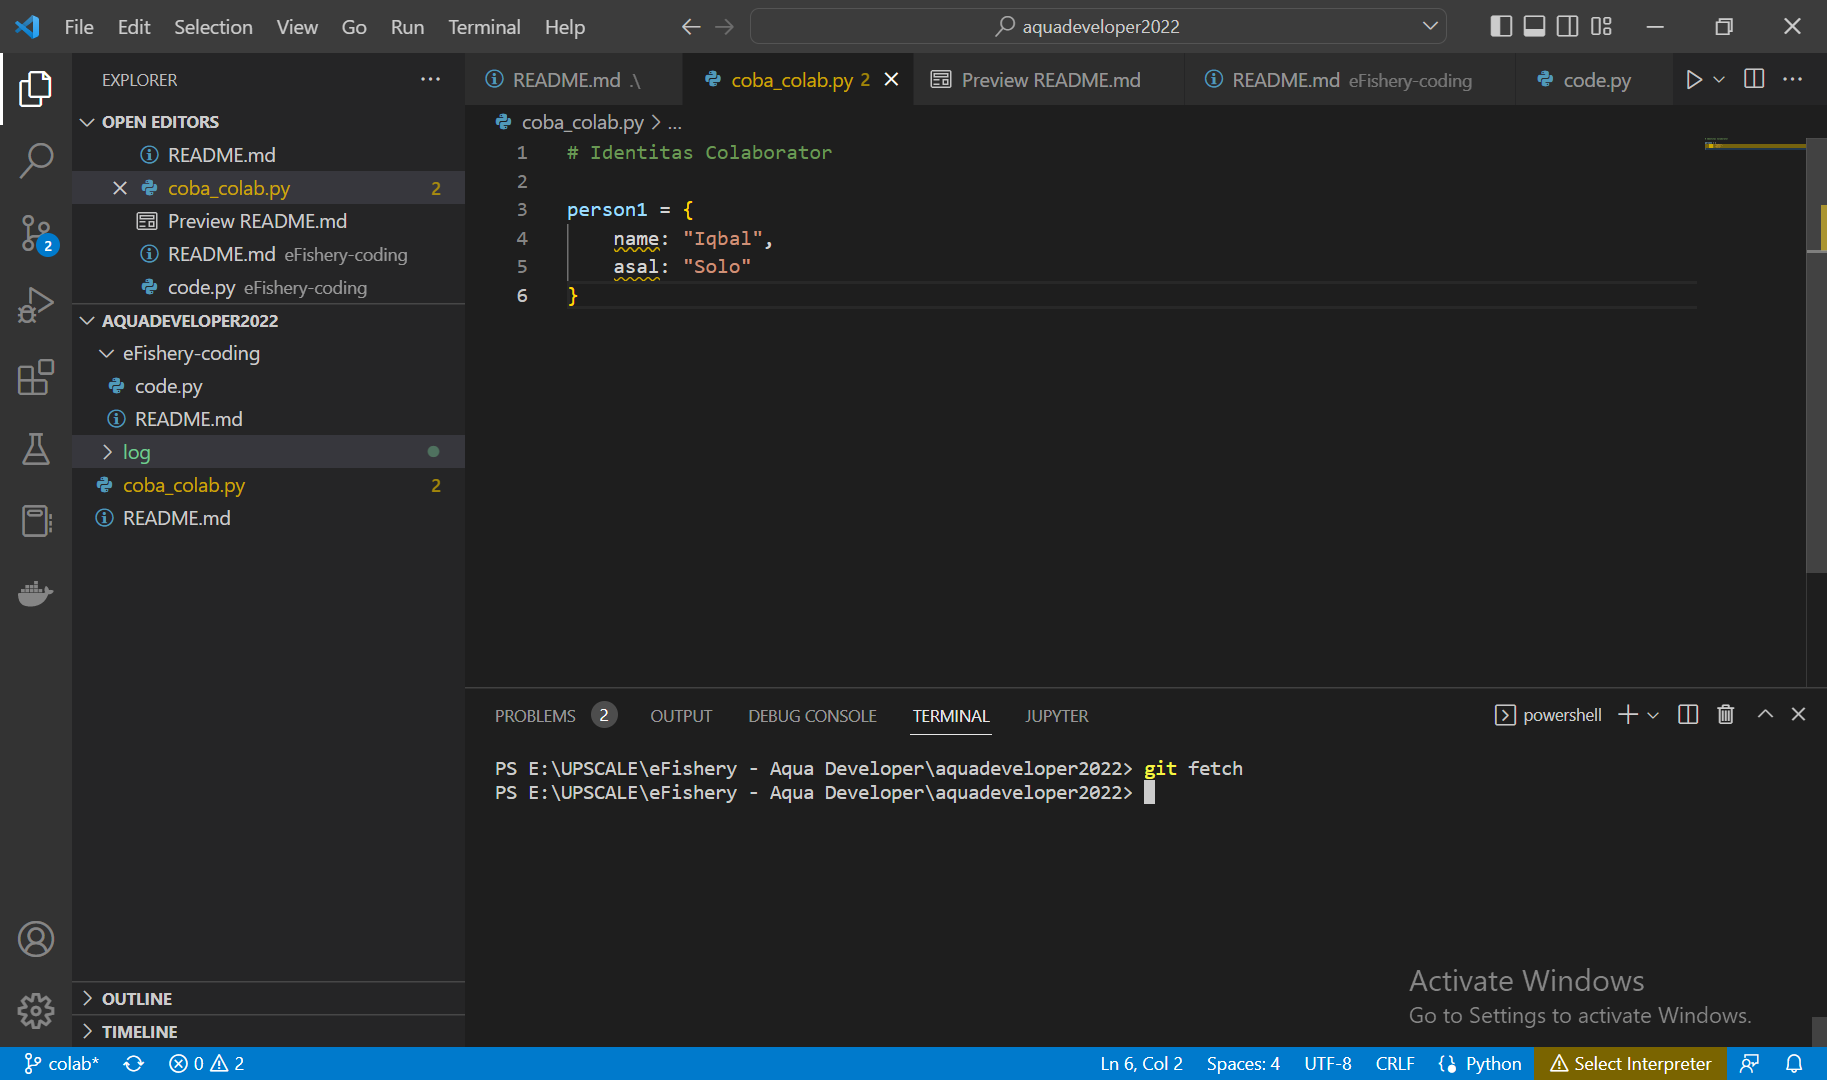 File Edit Selection View Go Run Terminal Help
aquadeveloper2022
EXPLORER
OPEN EDITORS
README.md
coba_colab.py 2
Preview README.md
README.md eFishery-coding
code.py eFishery-coding
AQUADEVELOPER2022
eFishery-coding
code.py
README.md
log
coba_colab.py 2
README.md
OUTLINE
TIMELINE
README.md .\ coba_colab.py 2 Preview README.md README.md eFishery-coding code.py
coba_colab.py > ...
1 # Identitas Colaborator
2
3 person1 = {
4 name: "Iqbal",
5 asal: "Solo"
6 }
PROBLEMS 2 OUTPUT DEBUG CONSOLE TERMINAL JUPYTER powershell
PS E:\UPSCALE\eFishery - Aqua Developer\aquadeveloper2022> git fetch
PS E:\UPSCALE\eFishery - Aqua Developer\aquadeveloper2022>
Activate Windows
Go to Settings to activate Windows.
2
colab* 0 2 Ln 6, Col 2 Spaces: 4 UTF-8 CRLF Python Select Interpreter